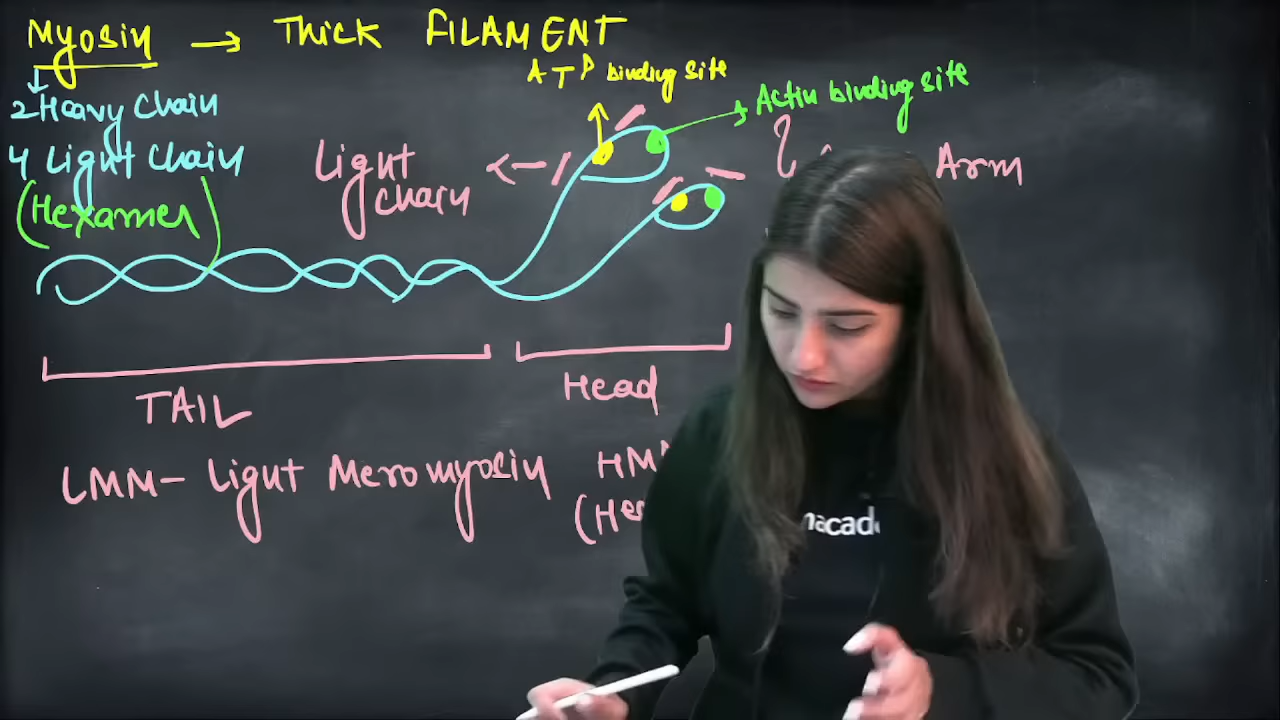 Myosin → Thick FILAMENT
ATP binding site
2 Heavy Chain
Actin binding site
4 Light Chain
Light chain
Arm
(Hexamer)
TAIL
Head
LMM- Light Meromyosin
HM